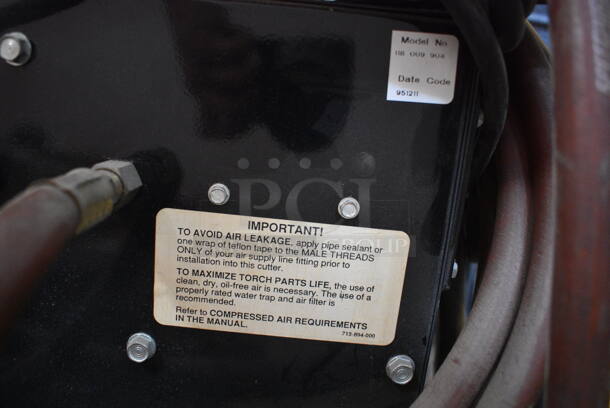 Model No.
118 009 904
Date Code
951211
PCI
GROUP
IMPORTANT!
TO AVOID AIR LEAKAGE, apply pipe sealant or
one wrap of teflon tape to the MALE THREADS
ONLY of your air supply line fitting prior to
installation into this cutter.
TO MAXIMIZE TORCH PARTS LIFE, the use of
clean, dry, oil-free air is necessary. The use of a
properly rated water trap and air filter is
recommended.
Refer to COMPRESSED AIR REQUIREMENTS
IN THE MANUAL.
713-894-000